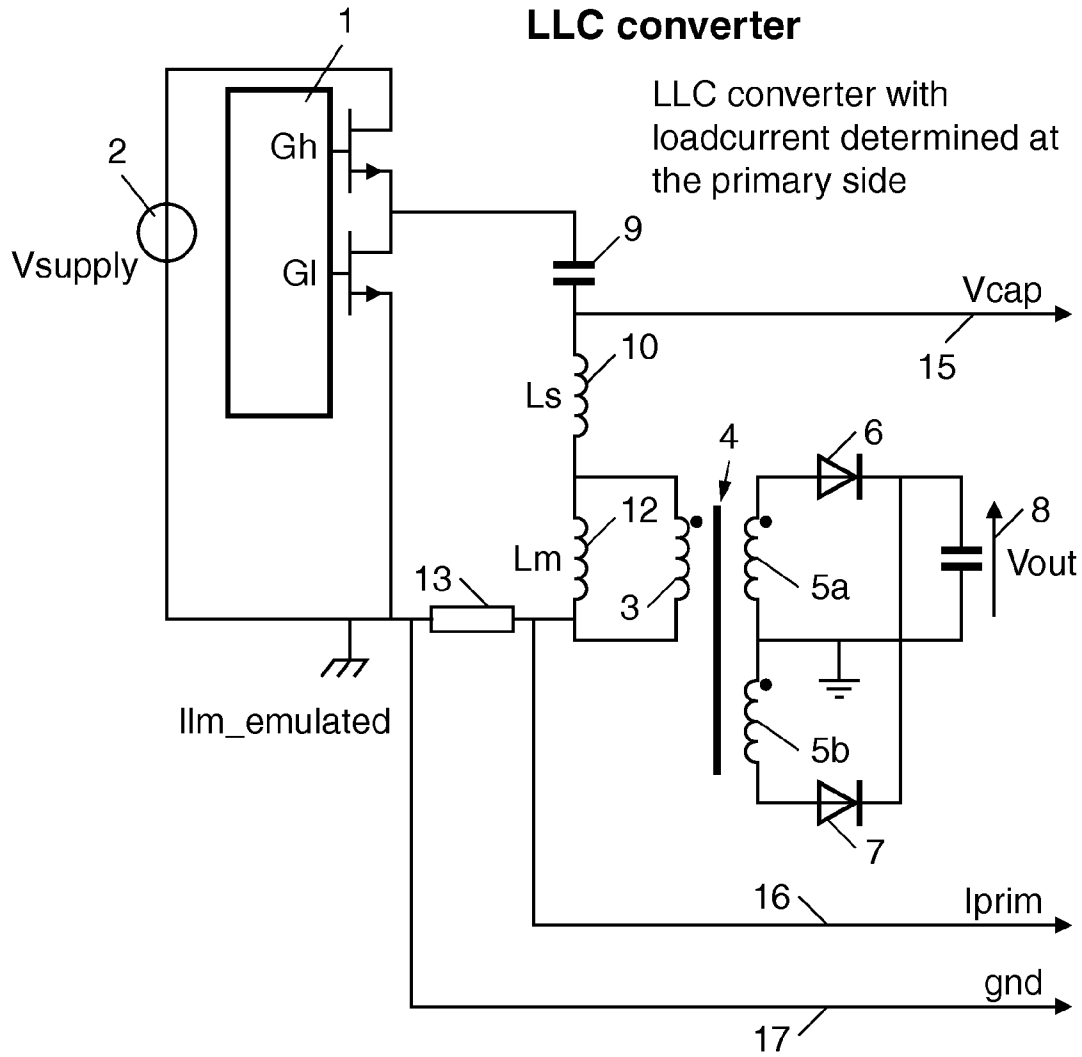 LLC converter
1
LLC converter with
loadcurrent determined at
the primary side
Gh
2
9
Vsupply
Gl
Vcap
10
15
Ls
6
4
12
8
Lm
Vout
13
3
5a
Ilm_emulated
5b
7
16
Iprim
gnd
17